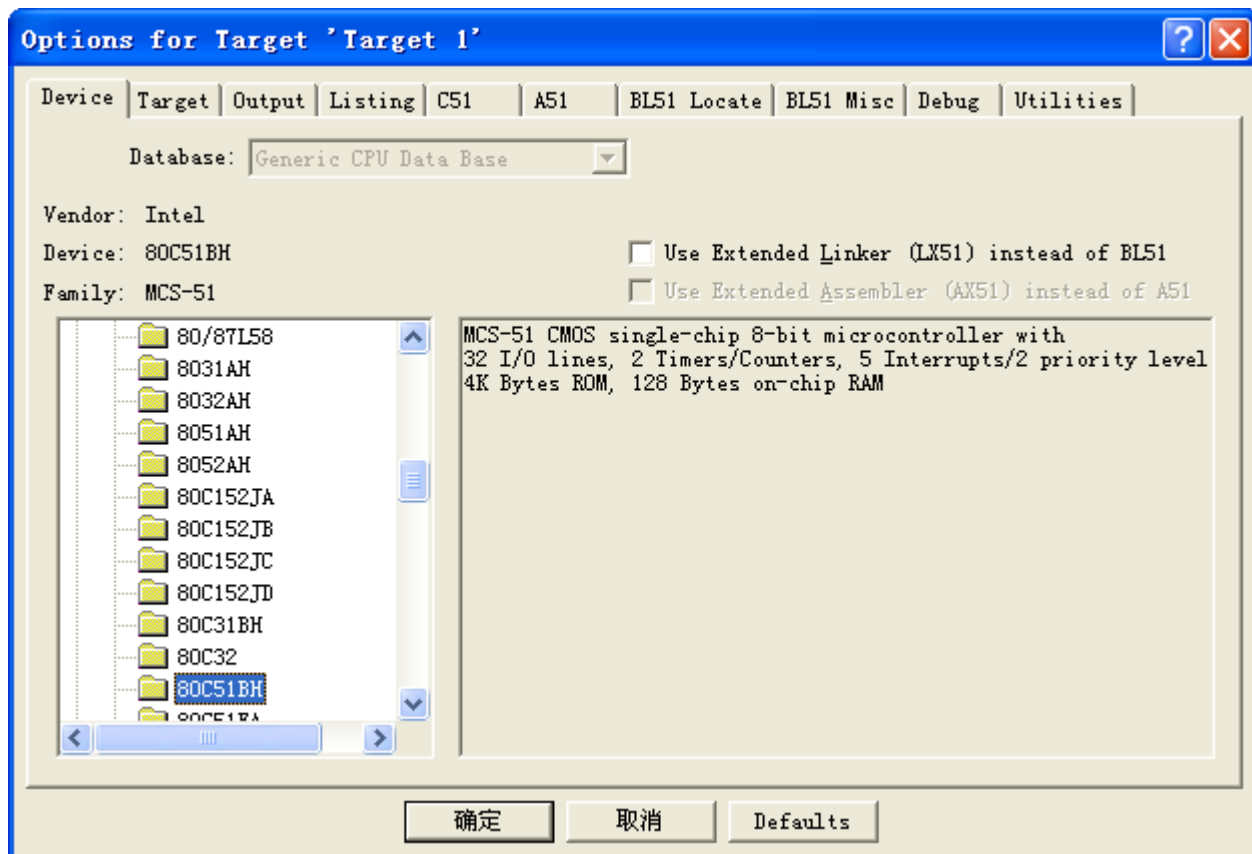 Options for Target 'Target 1'
Device Target Output Listing C51 A51 BL51 Locate BL51 Misc Debug Utilities
Database: Generic CPU Data Base
Vendor: Intel
Device: 80C51BH
Use Extended Linker (LX51) instead of BL51
Family: MCS-51
Use Extended Assembler (AX51) instead of A51
80/87L58
8031AH
8032AH
8051AH
8052AH
80C152JA
80C152JB
80C152JC
80C152JD
80C31BH
80C32
80C51BH
MCS-51 CMOS single-chip 8-bit microcontroller with
32 I/O lines, 2 Timers/Counters, 5 Interrupts/2 priority level
4K Bytes ROM, 128 Bytes on-chip RAM
确定 取消 Defaults